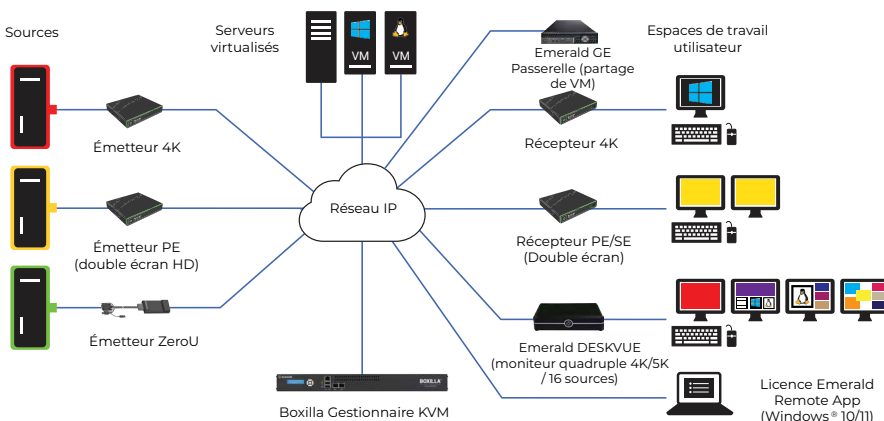 Sources
Serveurs
virtualisés
VM
VM
Emerald GE
Passerelle (partage
de VM)
Espaces de travail
utilisateur
Émetteur 4K
Récepteur 4K
Réseau IP
Émetteur PE
(double écran HD)
Récepteur PE/SE
(Double écran)
Émetteur ZeroU
Emerald DESKVUE
(moniteur quadruple 4K/5K
/ 16 sources)
BOXILLA
Boxilla Gestionnaire KVM
Licence Emerald
Remote App
(Windows® 10/11)